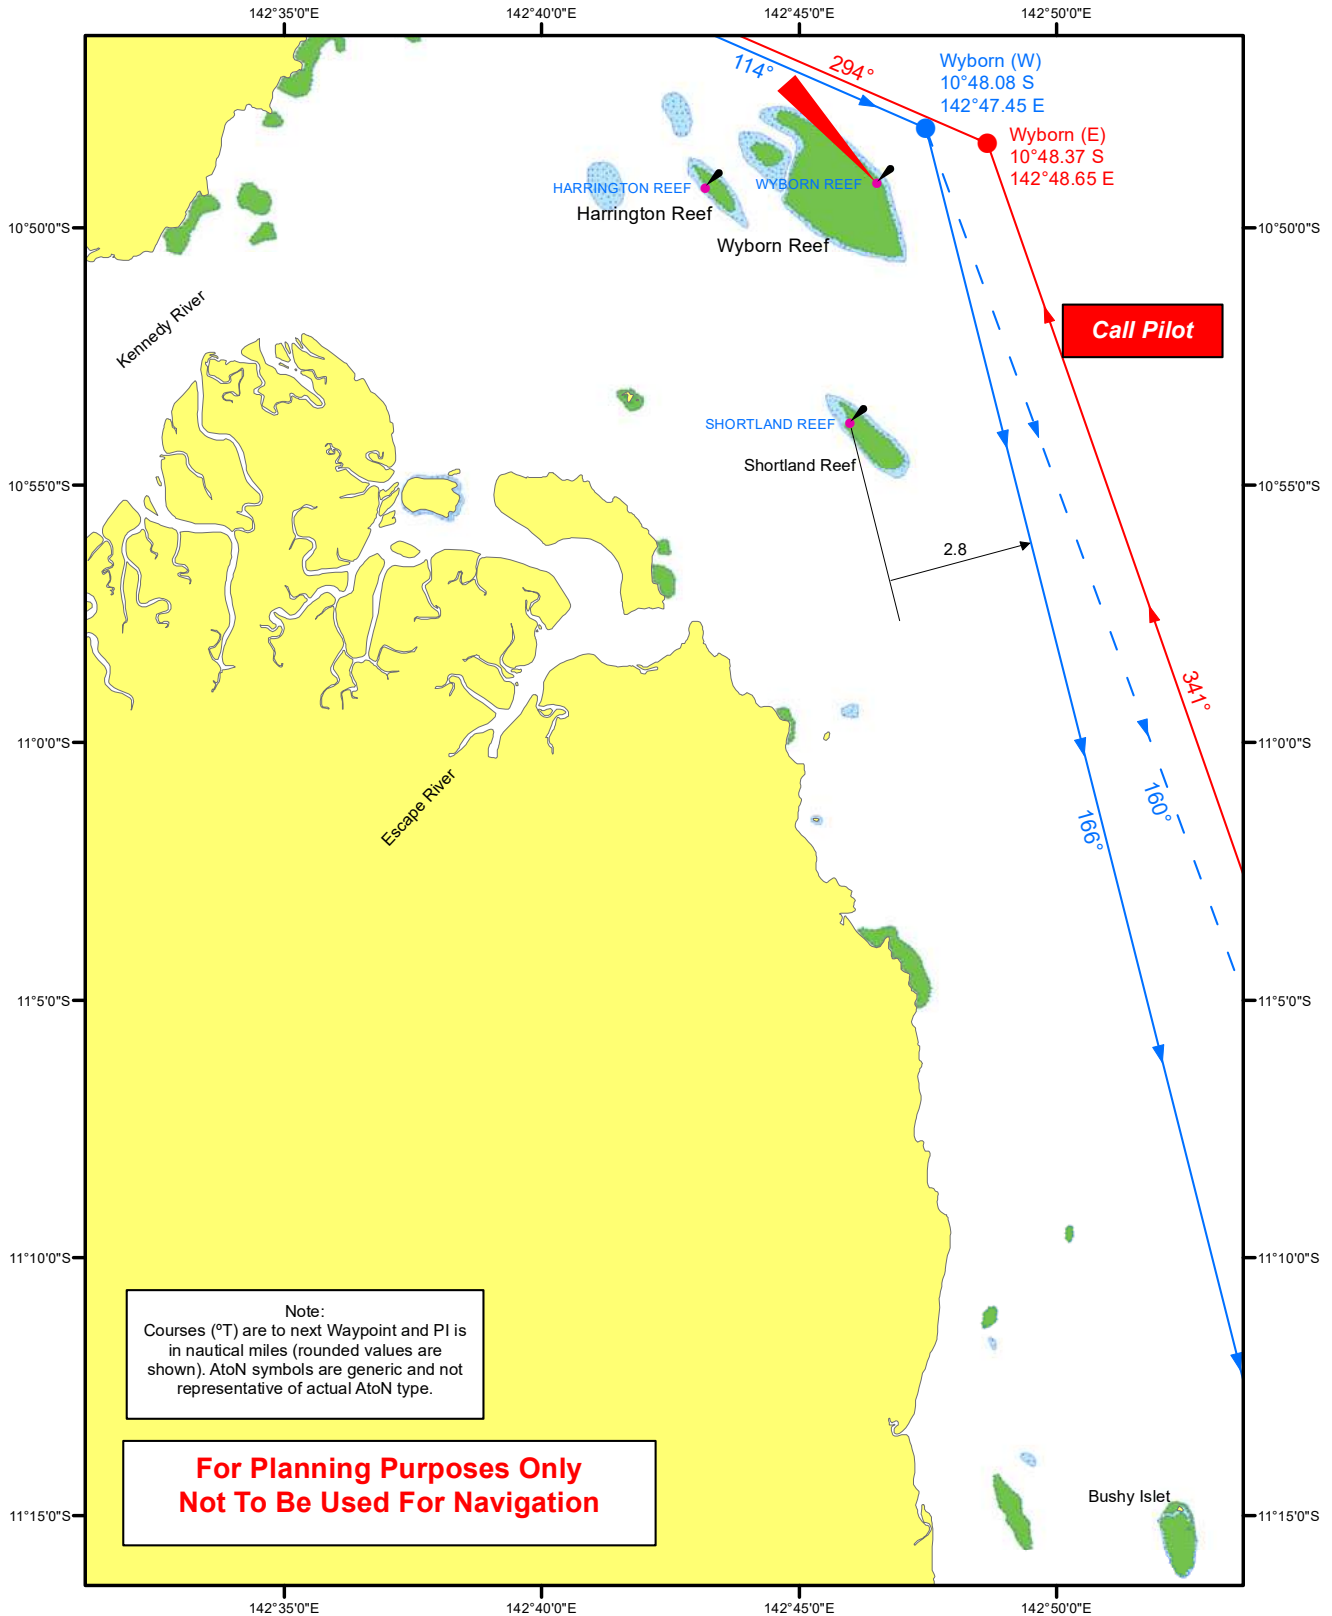 142°35'0"E
142°40'0"E
142°45'0"E
142°50'0"E
114°
294°
Wyborn (W)
10°48.08 S
142°47.45 E
Wyborn (E)
10°48.37 S
142°48.65 E
HARRINGTON REEF
WYBORN REEF
Harrington Reef
Wyborn Reef
10°50'0"S
10°50'0"S
Kennedy River
Call Pilot
SHORTLAND REEF
Shortland Reef
10°55'0"S
10°55'0"S
2.8
341°
11°0'0"S
11°0'0"S
Escape River
166°
160°
11°5'0"S
11°5'0"S
11°10'0"S
11°10'0"S
Note:
Courses (ºT) are to next Waypoint and PI is
in nautical miles (rounded values are
shown). AtoN symbols are generic and not
representative of actual AtoN type.
For Planning Purposes Only
Not To Be Used For Navigation
Bushy Islet
11°15'0"S
11°15'0"S
142°35'0"E
142°40'0"E
142°45'0"E
142°50'0"E